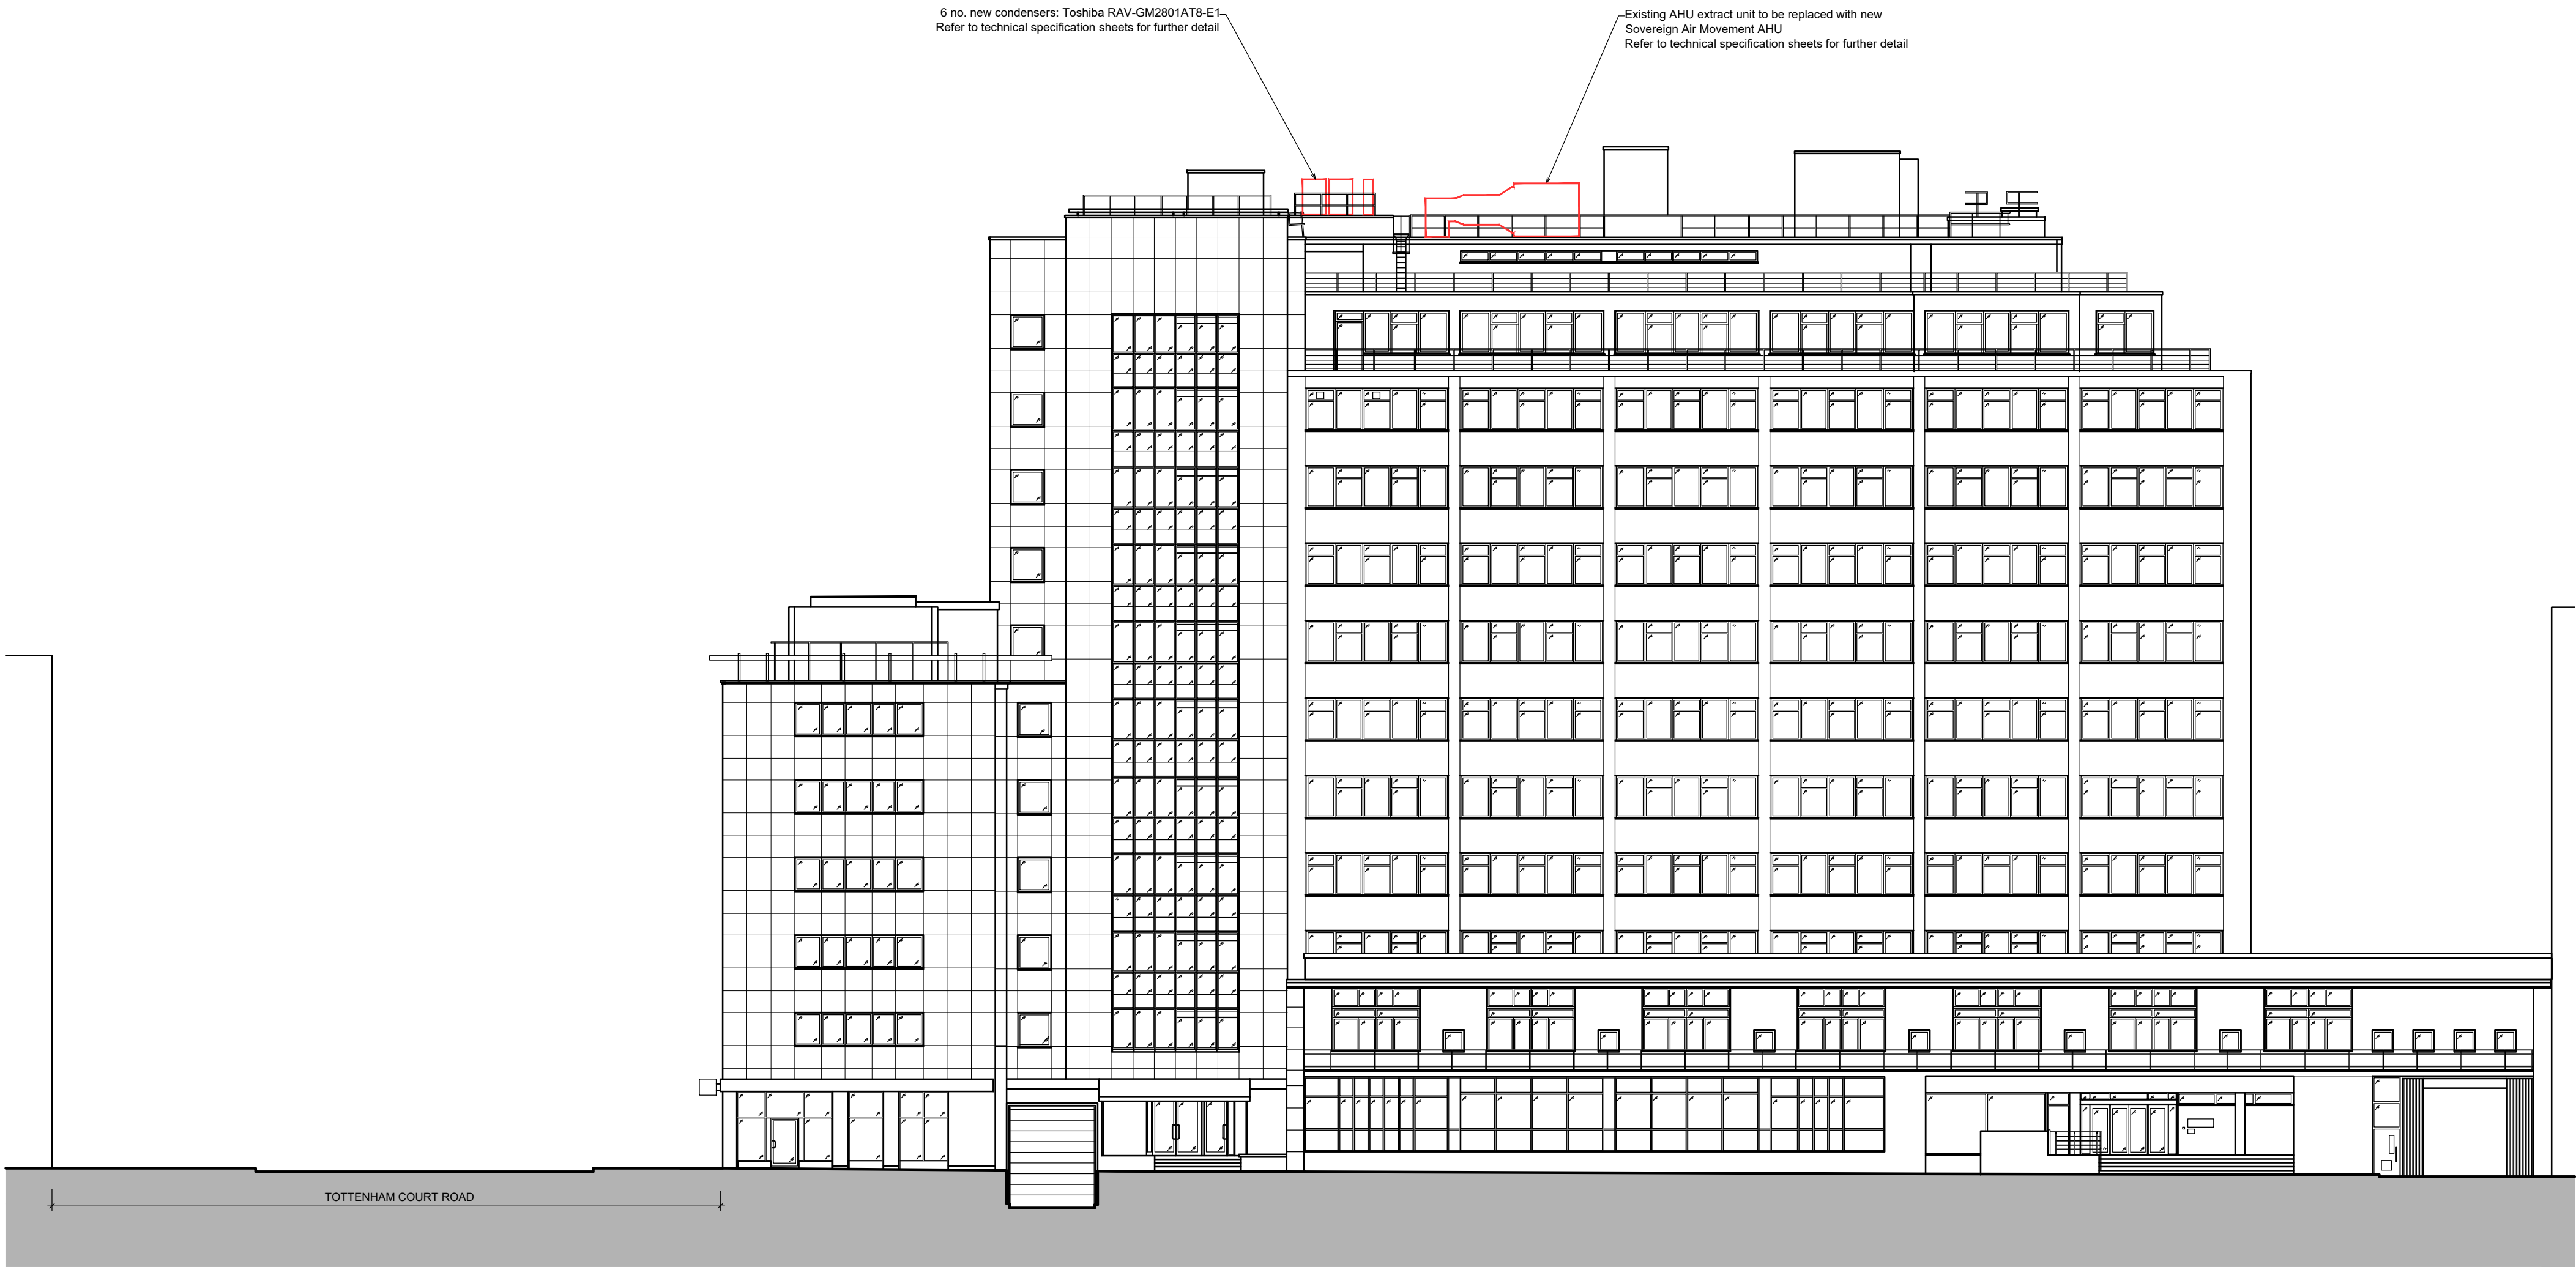 6 no. new condensers: Toshiba RAV-GM2801AT8-E1
Refer to technical specification sheets for further detail
Existing AHU extract unit to be replaced with new
Sovereign Air Movement AHU
Refer to technical specification sheets for further detail
TOTTENHAM COURT ROAD